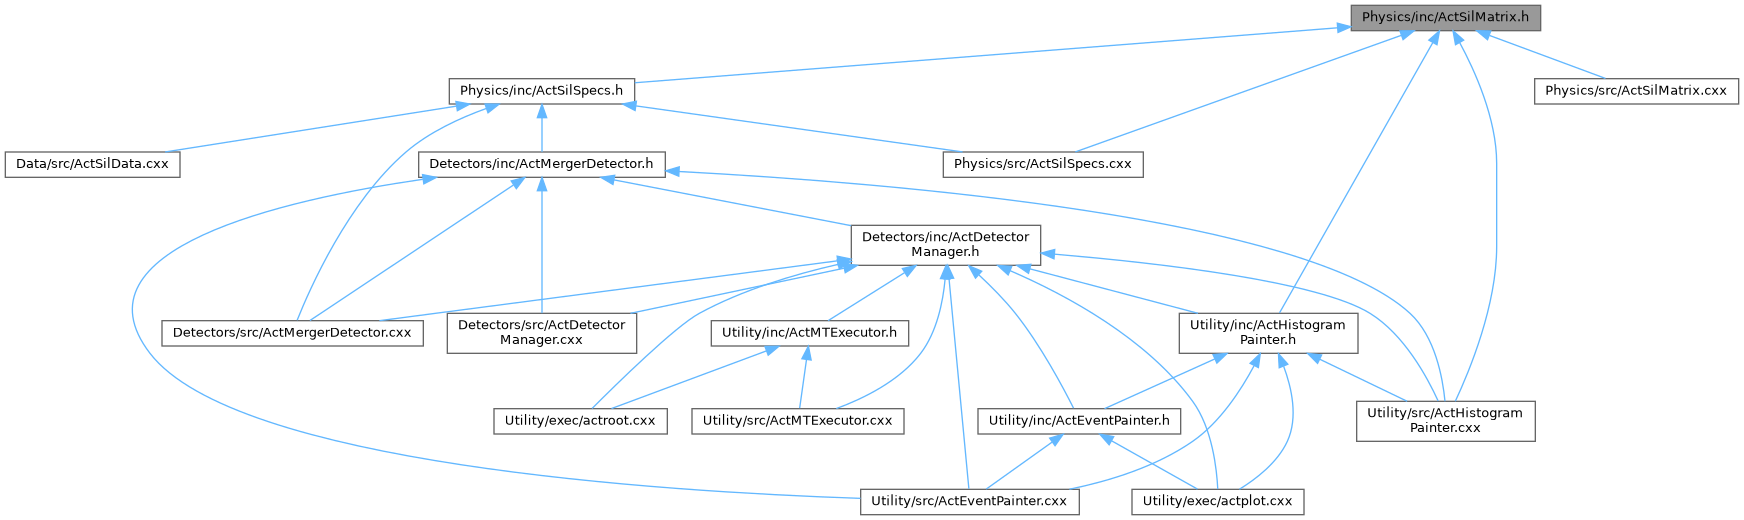 Physics/inc/ActSilMatrix.h
Physics/inc/ActSilSpecs.h
Physics/src/ActSilMatrix.cxx
Data/src/ActSilData.cxx
Detectors/inc/ActMergerDetector.h
Physics/src/ActSilSpecs.cxx
Detectors/inc/ActDetector
Manager.h
Detectors/src/ActMergerDetector.cxx
Detectors/src/ActDetector
Manager.cxx
Utility/inc/ActMTExecutor.h
Utility/inc/ActHistogram
Painter.h
Utility/exec/actroot.cxx
Utility/src/ActMTExecutor.cxx
Utility/inc/ActEventPainter.h
Utility/src/ActHistogram
Painter.cxx
Utility/src/ActEventPainter.cxx
Utility/exec/actplot.cxx